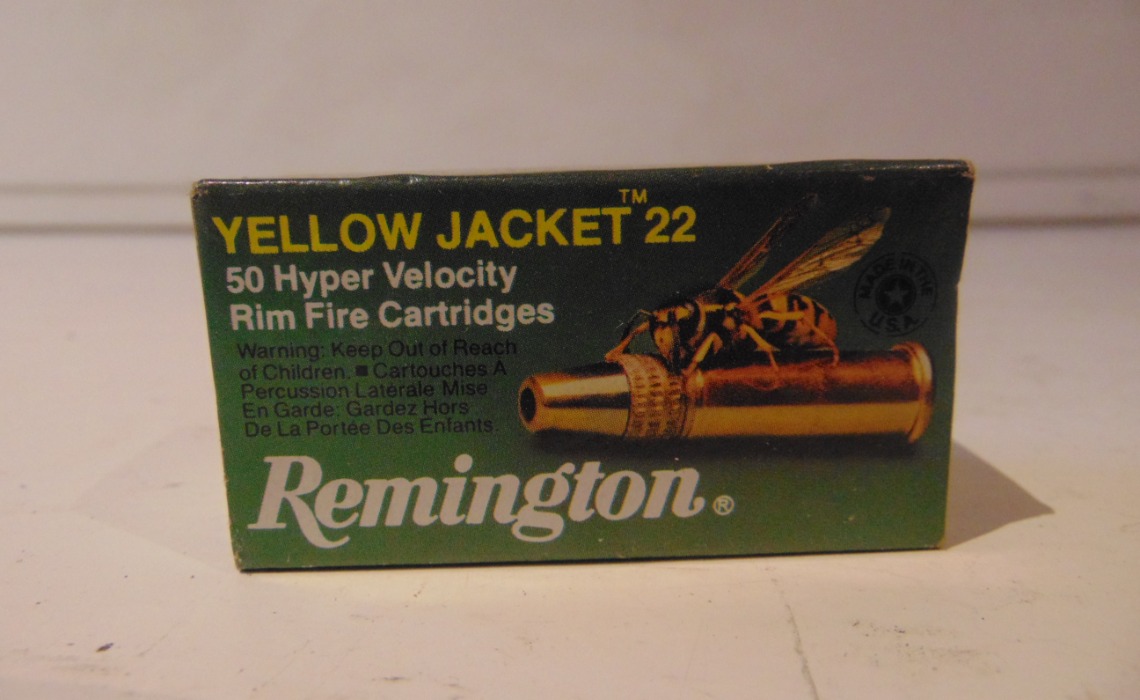 YELLOW JACKET™ 22
50 Hyper Velocity
Rim Fire Cartridges
Warning: Keep Out of Reach
of Children. ■ Cartouches À
Percussion Latérale Mise
En Garde: Gardez Hors
De La Portée Des Enfants.
MADE IN THE
U.S.A.
Remington®